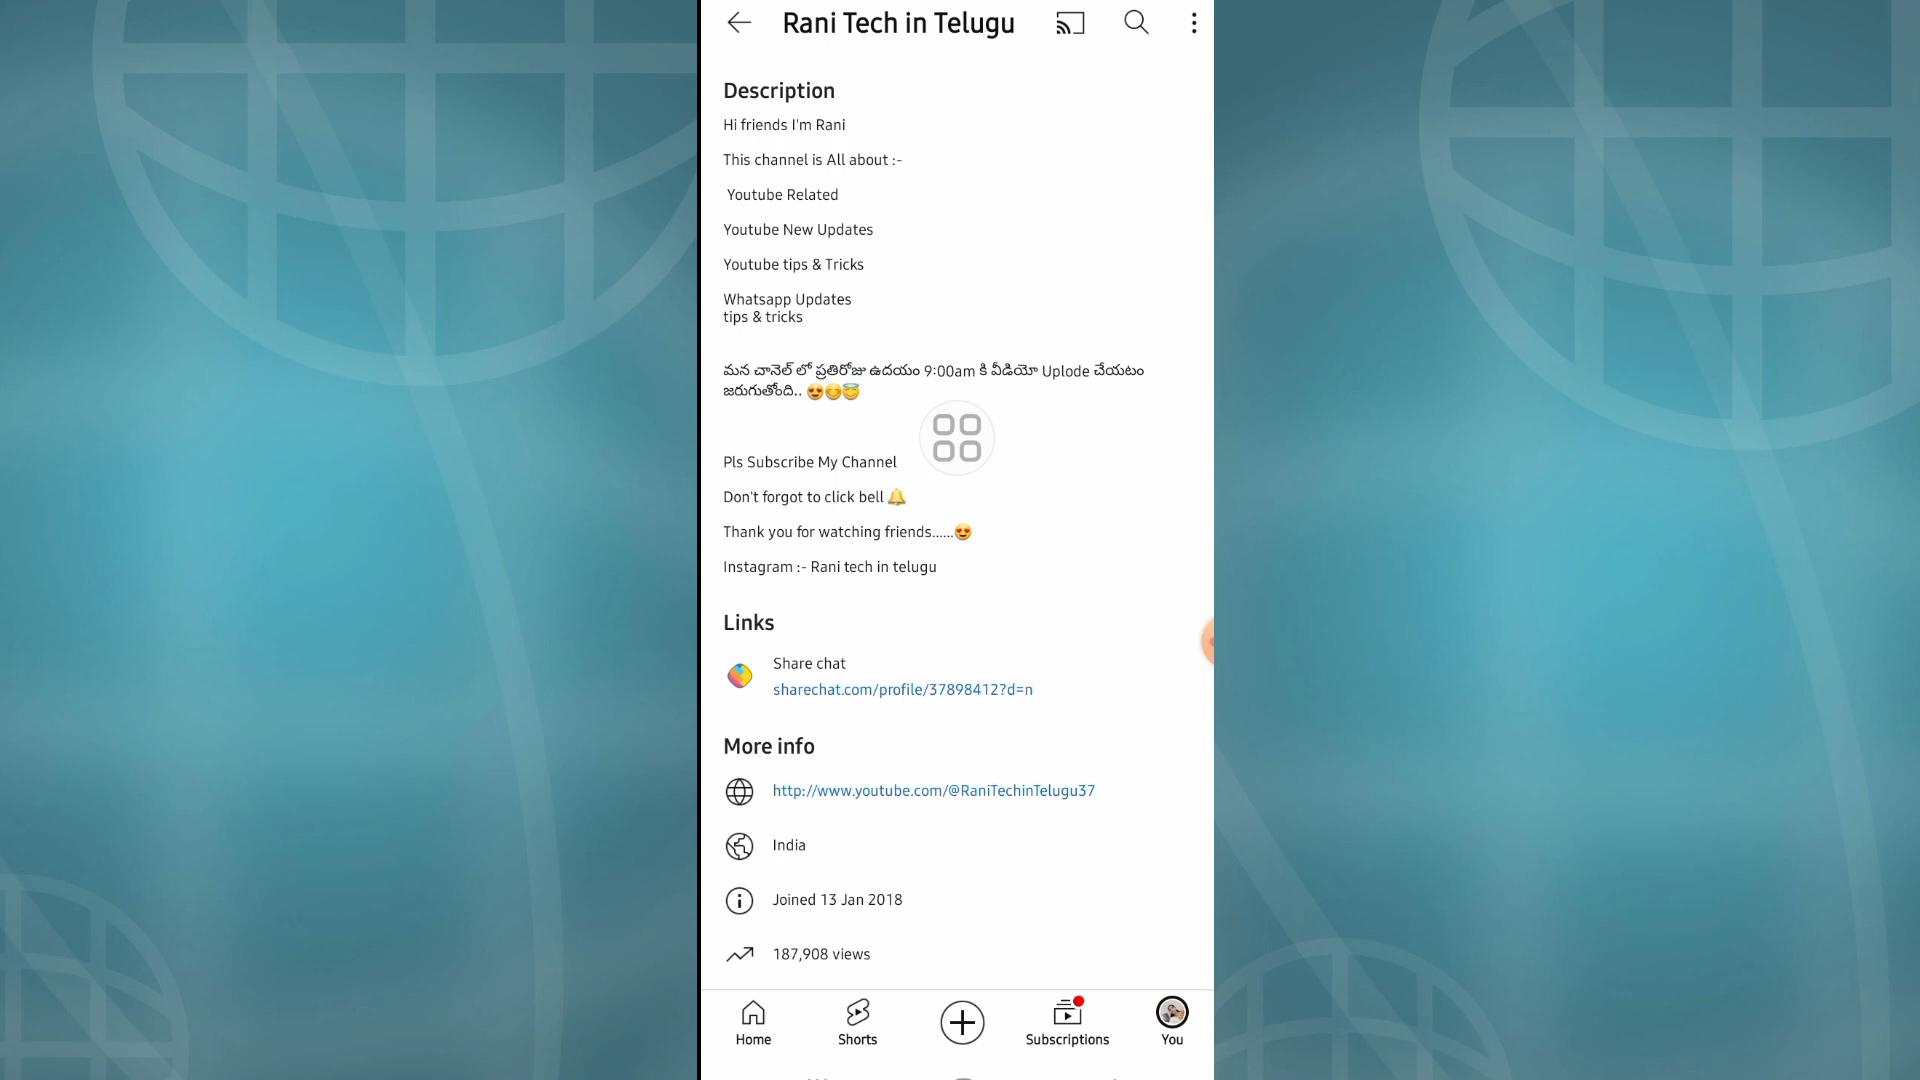 Rani Tech in Telugu
Description
Hi friends I'm Rani
This channel is All about :-
Youtube Related
Youtube New Updates
Youtube tips & Tricks
Whatsapp Updates
tips & tricks
మన చానెల్ లో ప్రతిరోజు ఉదయం 9:00am కి వీడియో Uplode చేయటం
జరుగుతోంది.. 😍😊😇
Pls Subscribe My Channel
Don't forgot to click bell 🔔
Thank you for watching friends......😍
Instagram :- Rani tech in telugu
Links
Share chat
sharechat.com/profile/37898412?d=n
More info
http://www.youtube.com/@RaniTechinTelugu37
India
Joined 13 Jan 2018
187,908 views
Home Shorts Subscriptions You